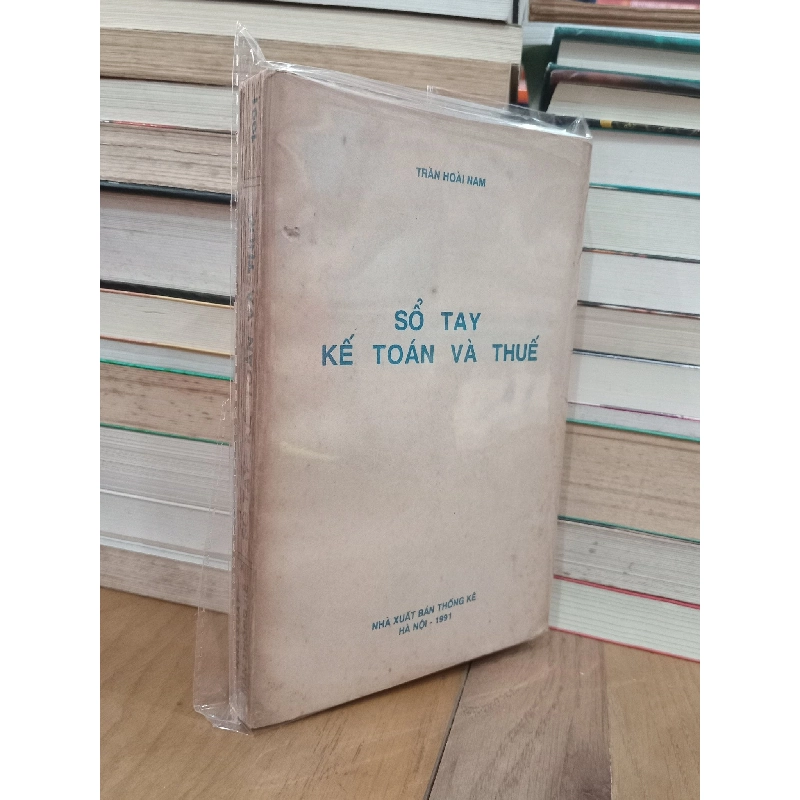 TRẦN HOÀI NAM
SỔ TAY
KẾ TOÁN VÀ THUẾ
NHÀ XUẤT BẢN THỐNG KÊ
HÀ NỘI - 1991